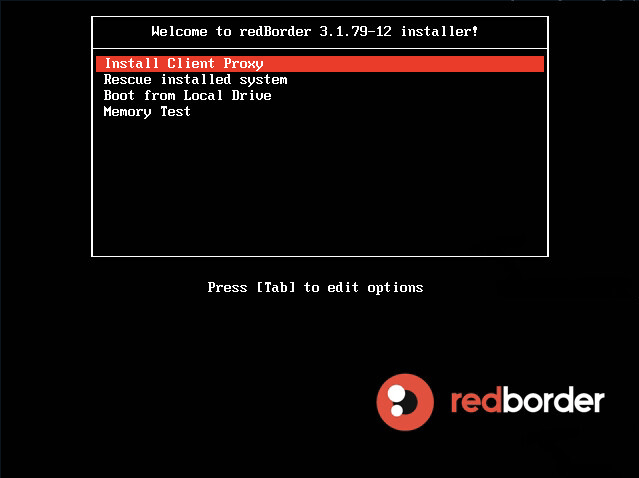 Welcome to redBorder 3.1.79-12 installer!
Install Client Proxy
Rescue installed system
Boot from Local Drive
Memory Test
Press [Tab] to edit options
redborder